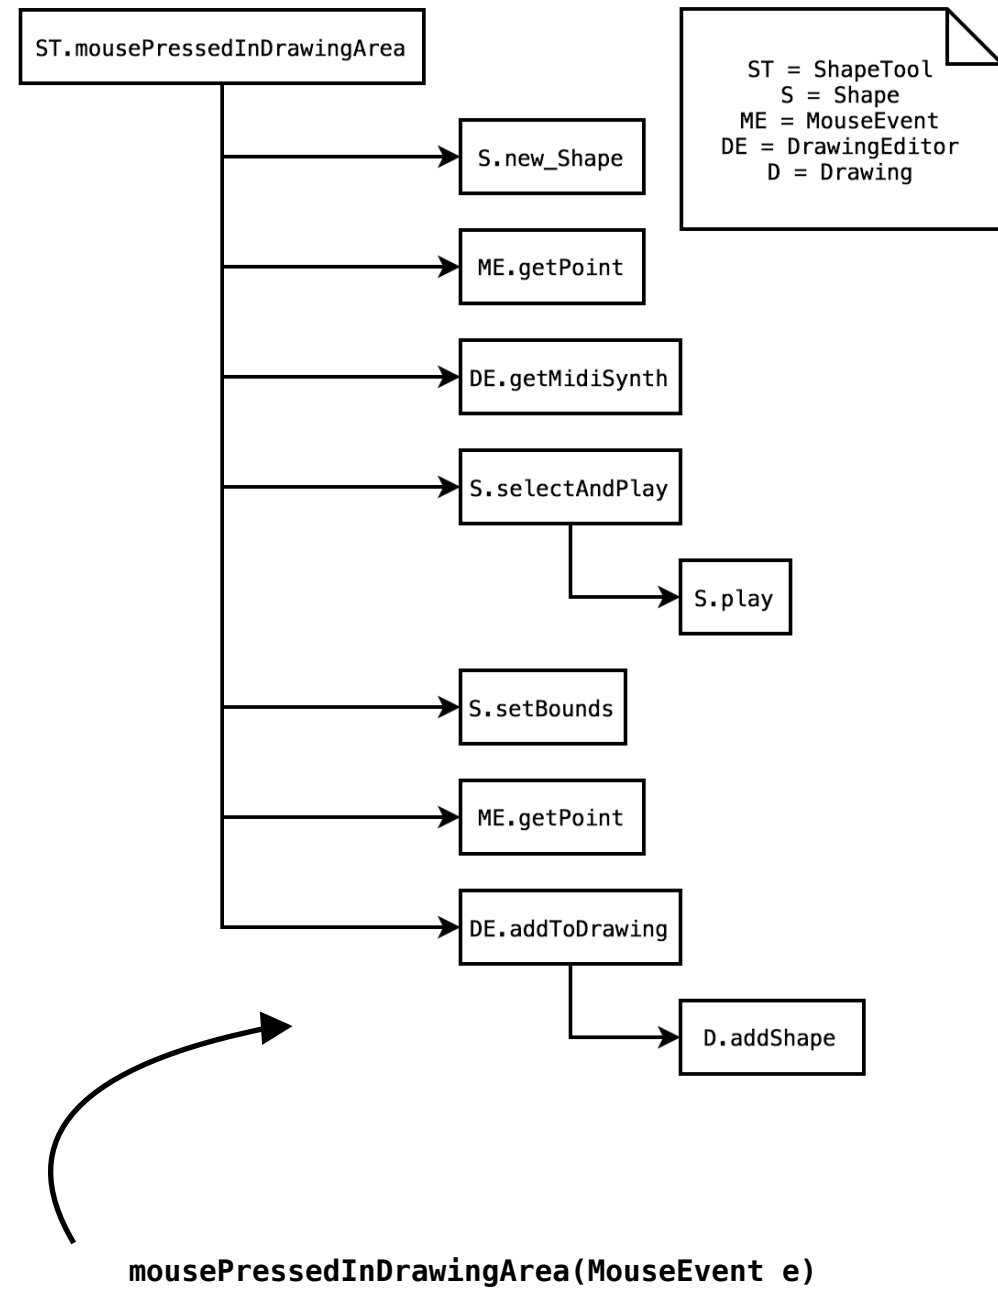 ST.mousePressedInDrawingArea
ST = ShapeTool
S = Shape
ME = MouseEvent
DE = DrawingEditor
D = Drawing
S.new_Shape
ME.getPoint
DE.getMidiSynth
S.selectAndPlay
S.play
S.setBounds
ME.getPoint
DE.addToDrawing
D.addShape
mousePressedInDrawingArea(MouseEvent e)